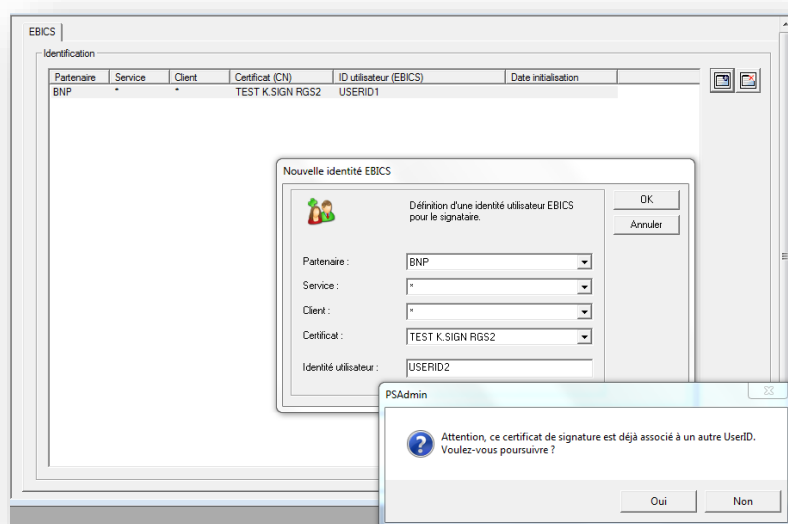 EBICS
Identification
Partenaire Service Client Certificat (CN) ID utilisateur (EBICS) Date initialisation
BNP * * TEST K.SIGN RGS2 USERID1
Nouvelle identité EBICS
Définition d'une identité utilisateur EBICS
pour le signataire.
OK
Annuler
Partenaire : BNP
Service : *
Client : *
Certificat : TEST K.SIGN RGS2
Identité utilisateur : USERID2
PSAdmin
Attention, ce certificat de signature est déjà associé à un autre UserID.
Voulez-vous poursuivre ?
Oui Non